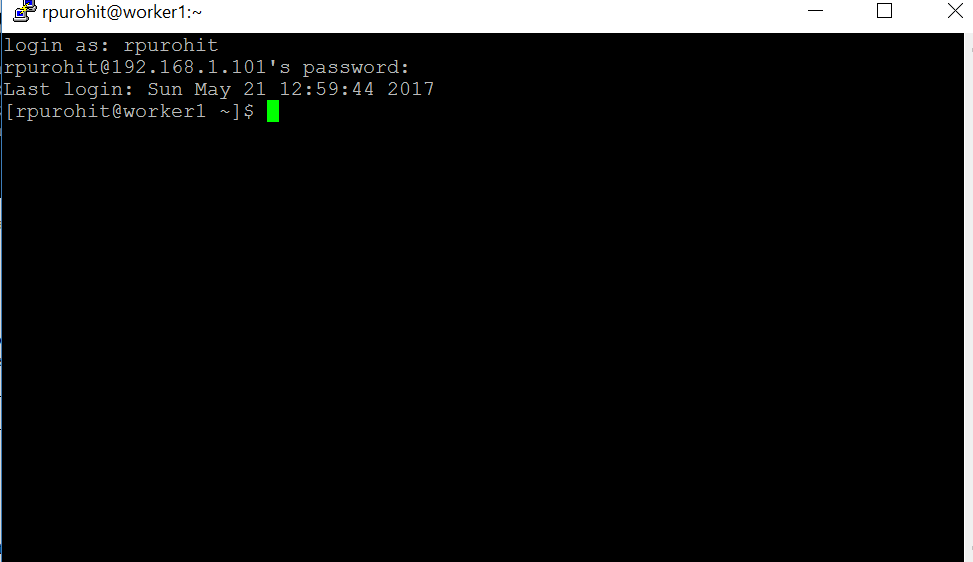 rpurohit@worker1:~
login as: rpurohit
rpurohit@192.168.1.101's password:
Last login: Sun May 21 12:59:44 2017
[rpurohit@worker1 ~]$